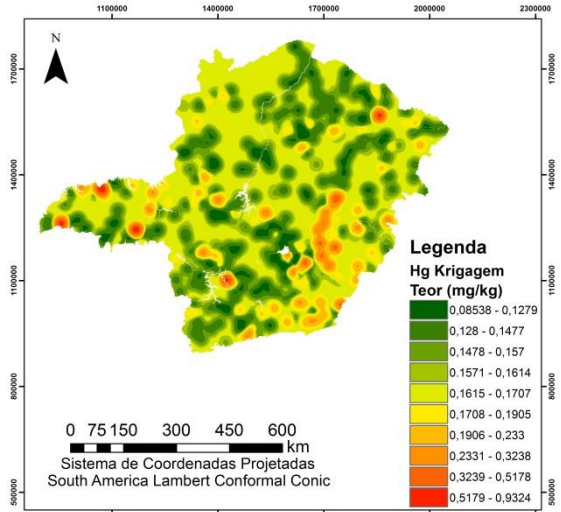 1100000 1400000 1700000 2000000 2300000
N
1700000
1700000
1400000
1400000
1100000
1100000
800000
800000
500000
500000
Legenda
Hg Krigagem
Teor (mg/kg)
0,08538 - 0,1279
0,128 - 0,1477
0,1478 - 0,157
0,1571 - 0,1614
0,1615 - 0,1707
0,1708 - 0,1905
0,1906 - 0,233
0,2331 - 0,3238
0,3239 - 0,5178
0,5179 - 0,9324
0 75 150 300 450 600
km
Sistema de Coordenadas Projetadas
South America Lambert Conformal Conic